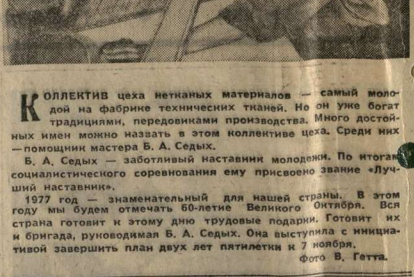 КОЛЛЕКТИВ цеха нетканых материалов — самый моло-
дой на фабрике технических тканей. Но он уже богат
традициями, передовиками производства. Много достой-
ных имен можно назвать в этом коллективе цеха. Среди них
—помощник мастера Б. А. Седых.
Б. А. Седых — заботливый наставник молодежи. По итогам
социалистического соревнования ему присвоено звание «Луч-
ший наставник».
1977 год — знаменательный для нашей страны. В этом
году мы будем отмечать 60-летие Великого Октября. Вся
страна готовит к этому дню трудовые подарки. Готовит их
и бригада, руководимая Б. А. Седых. Она выступила с инициа-
тивой завершить план двух лет пятилетки к 7 ноября.
Фото В. Гетта.